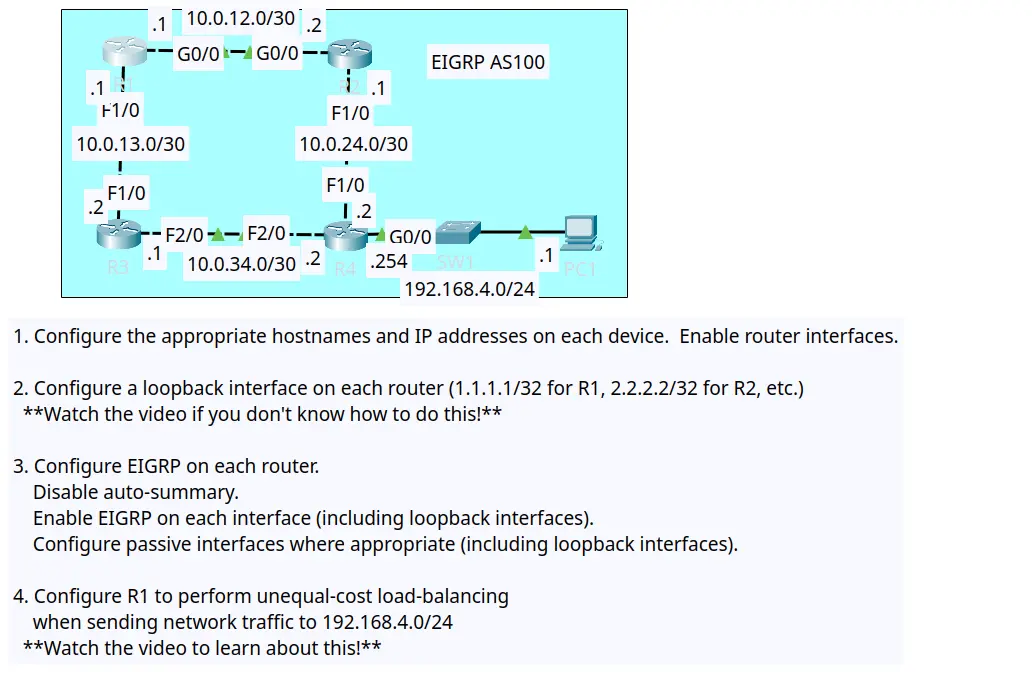 .1 10.0.12.0/30 .2
G0/0 G0/0
EIGRP AS100
R2
.1 .1
F1/0 F1/0
10.0.13.0/30 10.0.24.0/30
F1/0 F1/0
.2 .2
F2/0 F2/0 G0/0
.1 10.0.34.0/30 .2 .254 .1
R3 R4 SW1 PC1
192.168.4.0/24
1. Configure the appropriate hostnames and IP addresses on each device.  Enable router interfaces.
2. Configure a loopback interface on each router (1.1.1.1/32 for R1, 2.2.2.2/32 for R2, etc.)
**Watch the video if you don't know how to do this!**
3. Configure EIGRP on each router.
Disable auto-summary.
Enable EIGRP on each interface (including loopback interfaces).
Configure passive interfaces where appropriate (including loopback interfaces).
4. Configure R1 to perform unequal-cost load-balancing
when sending network traffic to 192.168.4.0/24
**Watch the video to learn about this!**